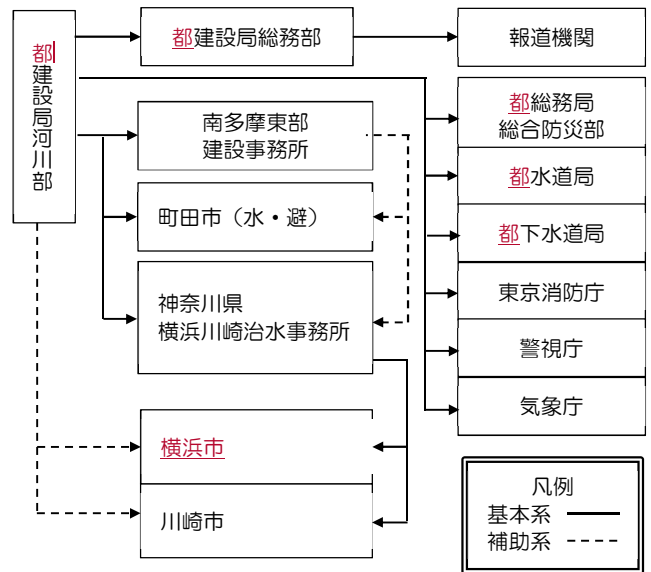 都建設局河川部
都建設局総務部
報道機関
南多摩東部
建設事務所
町田市（水・避）
神奈川県
横浜川崎治水事務所
横浜市
川崎市
都総務局
総合防災部
都水道局
都下水道局
東京消防庁
警視庁
気象庁
凡例
基本系
補助系